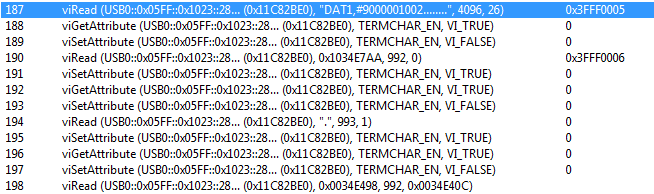 187 viRead (USB0::0x05FF::0x1023::28... (0x11C82BE0), "DAT1,#9000001002........", 4096, 26) 0x3FFF0005
188 viGetAttribute (USB0::0x05FF::0x1023::28... (0x11C82BE0), TERMCHAR_EN, VI_TRUE) 0
189 viSetAttribute (USB0::0x05FF::0x1023::28... (0x11C82BE0), TERMCHAR_EN, VI_FALSE) 0
190 viRead (USB0::0x05FF::0x1023::28... (0x11C82BE0), 0x1034E7AA, 992, 0) 0x3FFF0006
191 viSetAttribute (USB0::0x05FF::0x1023::28... (0x11C82BE0), TERMCHAR_EN, VI_TRUE) 0
192 viGetAttribute (USB0::0x05FF::0x1023::28... (0x11C82BE0), TERMCHAR_EN, VI_TRUE) 0
193 viSetAttribute (USB0::0x05FF::0x1023::28... (0x11C82BE0), TERMCHAR_EN, VI_FALSE) 0
194 viRead (USB0::0x05FF::0x1023::28... (0x11C82BE0), ".", 993, 1) 0
195 viSetAttribute (USB0::0x05FF::0x1023::28... (0x11C82BE0), TERMCHAR_EN, VI_TRUE) 0
196 viGetAttribute (USB0::0x05FF::0x1023::28... (0x11C82BE0), TERMCHAR_EN, VI_TRUE) 0
197 viSetAttribute (USB0::0x05FF::0x1023::28... (0x11C82BE0), TERMCHAR_EN, VI_FALSE) 0
198 viRead (USB0::0x05FF::0x1023::28... (0x11C82BE0), 0x0034E498, 992, 0x0034E40C)